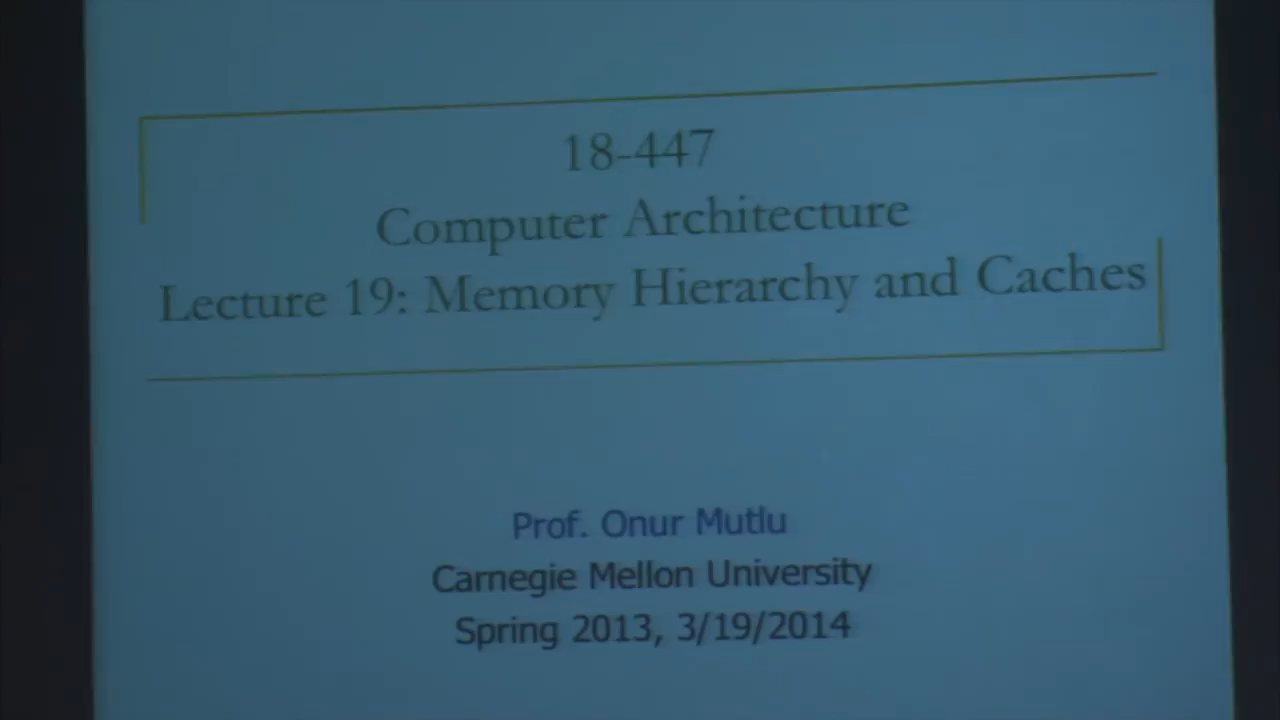 18-447
Computer Architecture
Lecture 19: Memory Hierarchy and Caches
Prof. Onur Mutlu
Carnegie Mellon University
Spring 2013, 3/19/2014